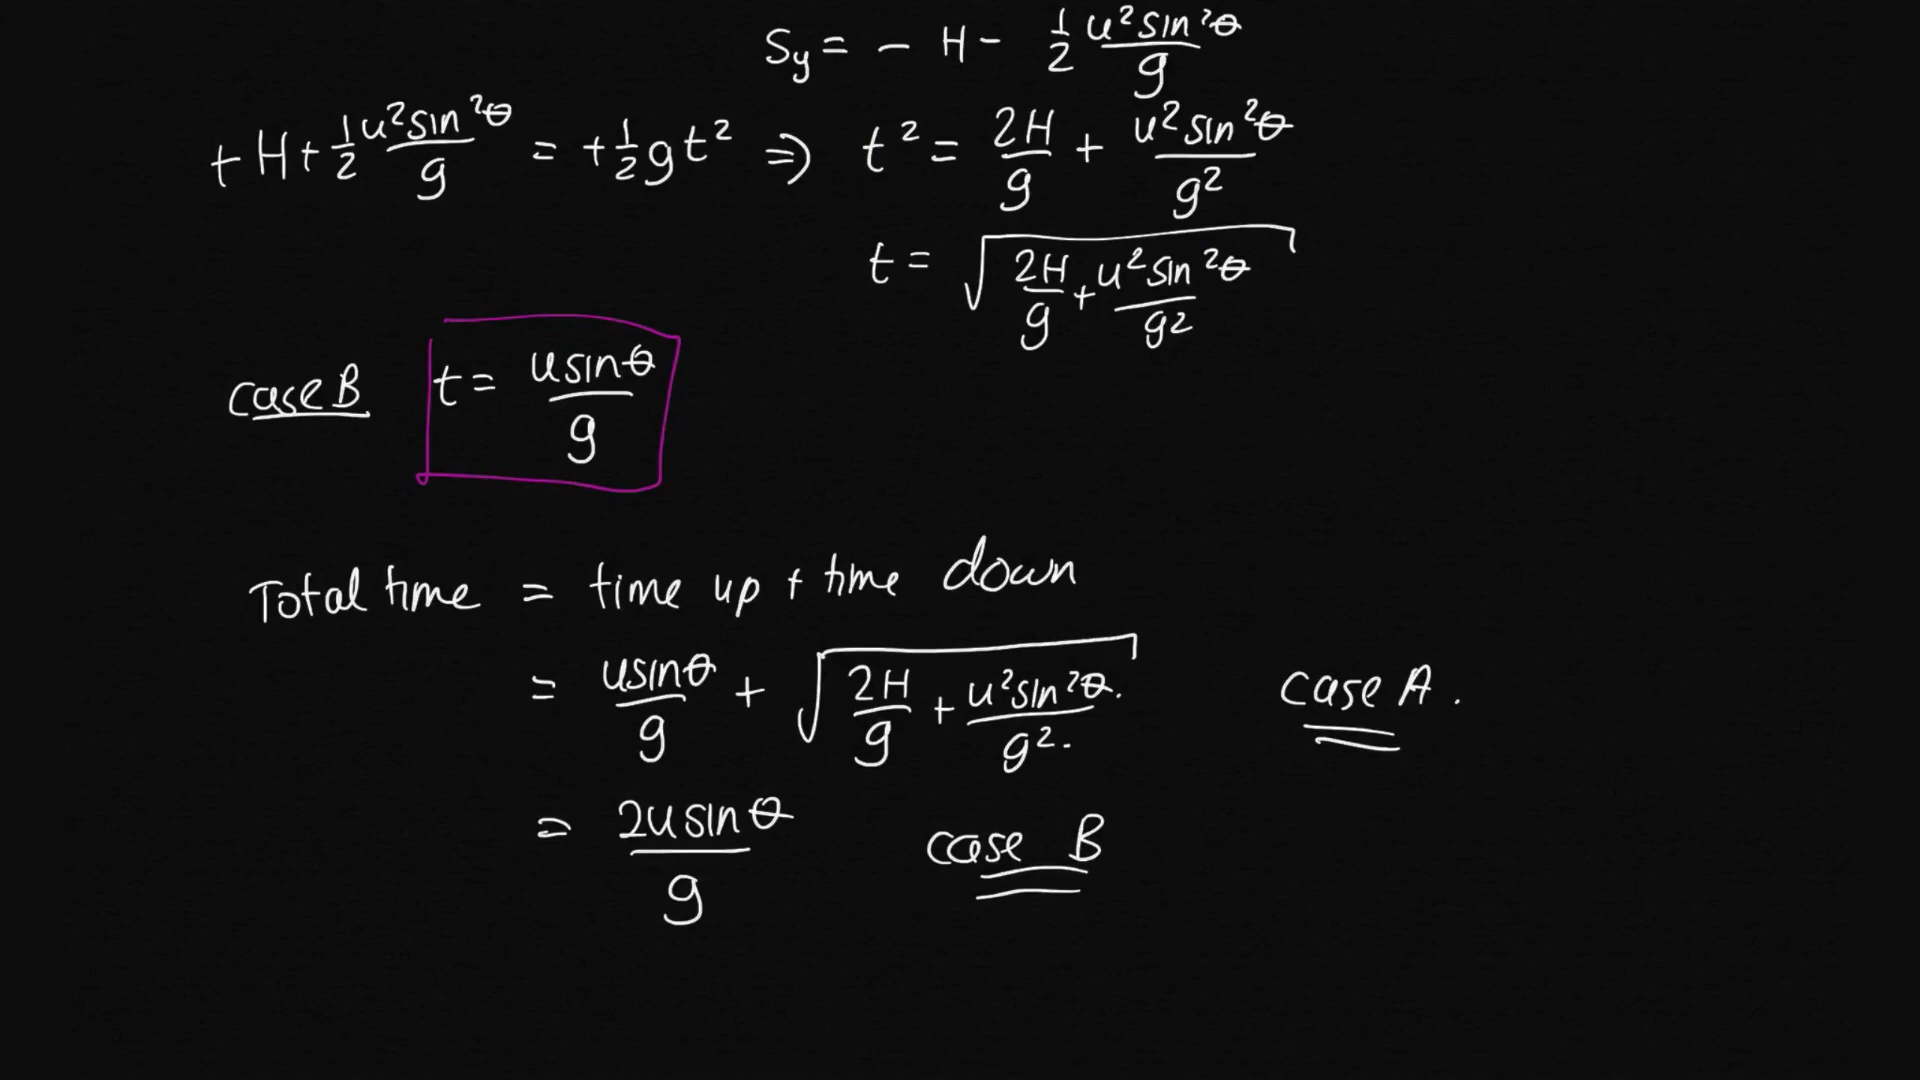 Sy = - H - 1/2 u²sin²θ/g
+H + 1/2 u²sin²θ/g = +1/2 gt² ⇒ t² = 2H/g + u²sin²θ/g²
t = √(2H/g + u²sin²θ/g²)
case B t = usinθ/g
Total time = time up + time down
= usinθ/g + √(2H/g + u²sin²θ/g²) case A.
= 2usinθ/g case B